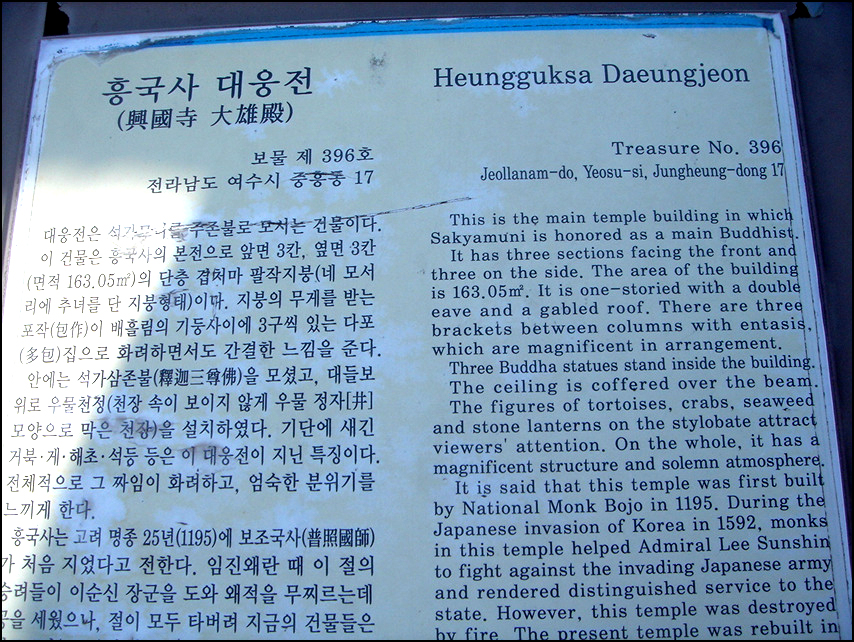 흥국사 대웅전
(興國寺 大雄殿)
보물 제 396호
전라남도 여수시 중흥동 17
대웅전은 석가모니를 주존불로 모시는 건물이다.
이 건물은 흥국사의 본전으로 앞면 3칸, 옆면 3칸
(면적 163.05㎡)의 단층 겹처마 팔작지붕(네 모서
리에 추녀를 단 지붕형태)이다. 지붕의 무게를 받는
포작(包作)이 배흘림의 기둥사이에 3구씩 있는 다포
(多包)집으로 화려하면서도 간결한 느낌을 준다.
안에는 석가삼존불(釋迦三尊佛)을 모셨고, 대들보
위로 우물천정(천장 속이 보이지 않게 우물 정자[井]
모양으로 막은 천장)을 설치하였다. 기단에 새긴
거북·게·해초·석등 등은 이 대웅전이 지닌 특징이다.
전체적으로 그 짜임이 화려하고, 엄숙한 분위기를
느끼게 한다.
흥국사는 고려 명종 25년(1195)에 보조국사(普照國師)
가 처음 지었다고 전한다. 임진왜란 때 이 절의
승려들이 이순신 장군을 도와 왜적을 무찌르는데
공을 세웠으나, 절이 모두 타버려 지금의 건물들은
Heungguksa Daeungjeon
Treasure No. 396
Jeollanam-do, Yeosu-si, Jungheung-dong 17
This is the main temple building in which
Sakyamuni is honored as a main Buddhist.
It has three sections facing the front and
three on the side. The area of the building
is 163.05㎡. It is one-storied with a double
eave and a gabled roof. There are three
brackets between columns with entasis,
which are magnificent in arrangement.
Three Buddha statues stand inside the building.
The ceiling is coffered over the beam.
The figures of tortoises, crabs, seaweed
and stone lanterns on the stylobate attract
viewers' attention. On the whole, it has a
magnificent structure and solemn atmosphere.
It is said that this temple was first built
by National Monk Bojo in 1195. During the
Japanese invasion of Korea in 1592, monks
in this temple helped Admiral Lee Sunshin
to fight against the invading Japanese army
and rendered distinguished service to the
state. However, this temple was destroyed
by fire. The present temple was rebuilt in